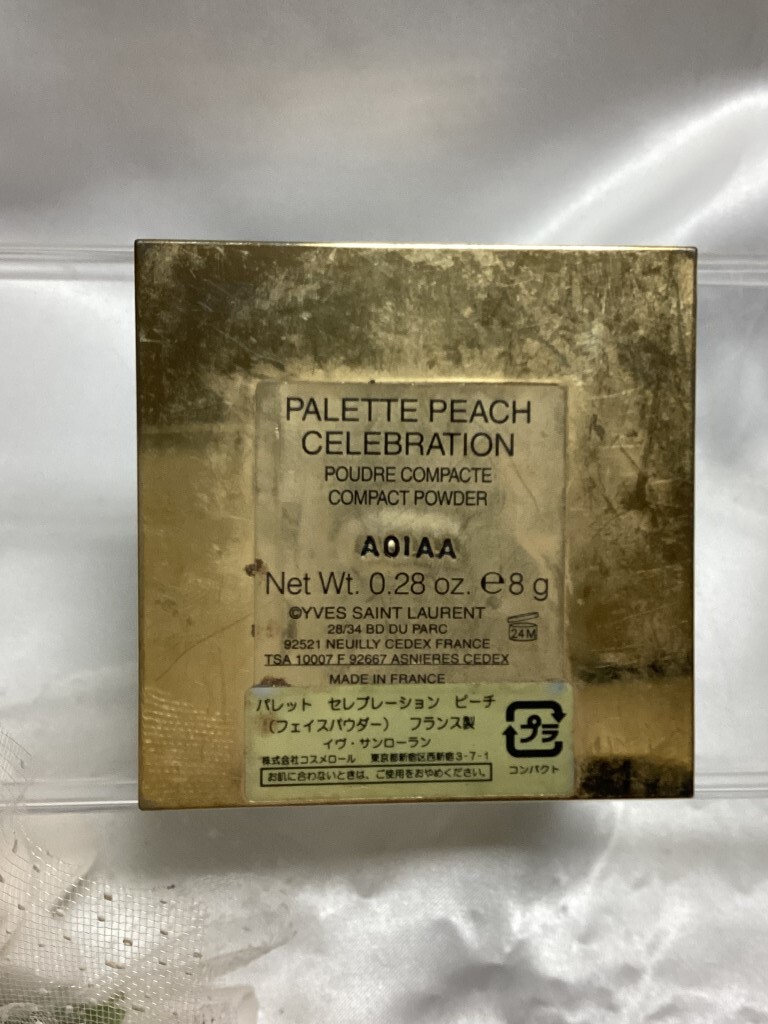 PALETTE PEACH
CELEBRATION
POUDRE COMPACTE
COMPACT POWDER
A01AA
Net Wt. 0.28 oz. ℮8 g
©YVES SAINT LAURENT
28/34 BD DU PARC
92521 NEUILLY CEDEX FRANCE
TSA 10007 F 92667 ASNIERES CEDEX
24M
MADE IN FRANCE
パレット セレブレーション ピーチ
(フェイスパウダー) フランス製
イヴ・サンローラン
株式会社コスメロール 東京都新宿区西新宿3-7-1
お肌に合わないときは、ご使用をおやめください。
プラ
コンパクト